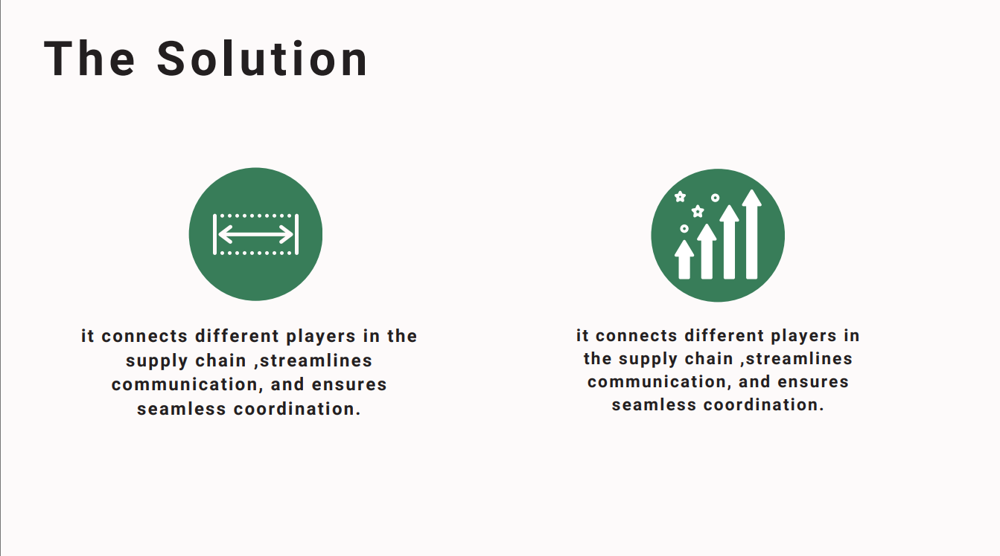 The Solution
it connects different players in the
supply chain ,streamlines
communication, and ensures
seamless coordination.
it connects different players in
the supply chain ,streamlines
communication, and ensures
seamless coordination.